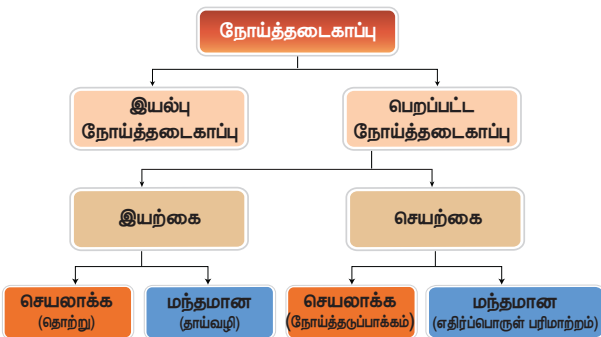 நோய்த்தடைகாப்பு
இயல்பு
நோய்த்தடைகாப்பு
பெறப்பட்ட
நோய்த்தடைகாப்பு
இயற்கை
செயற்கை
செயலாக்க
(தொற்று)
மந்தமான
(தாய்வழி)
செயலாக்க
(நோய்த்தடுப்பாக்கம்)
மந்தமான
(எதிர்ப்பொருள் பரிமாற்றம்)